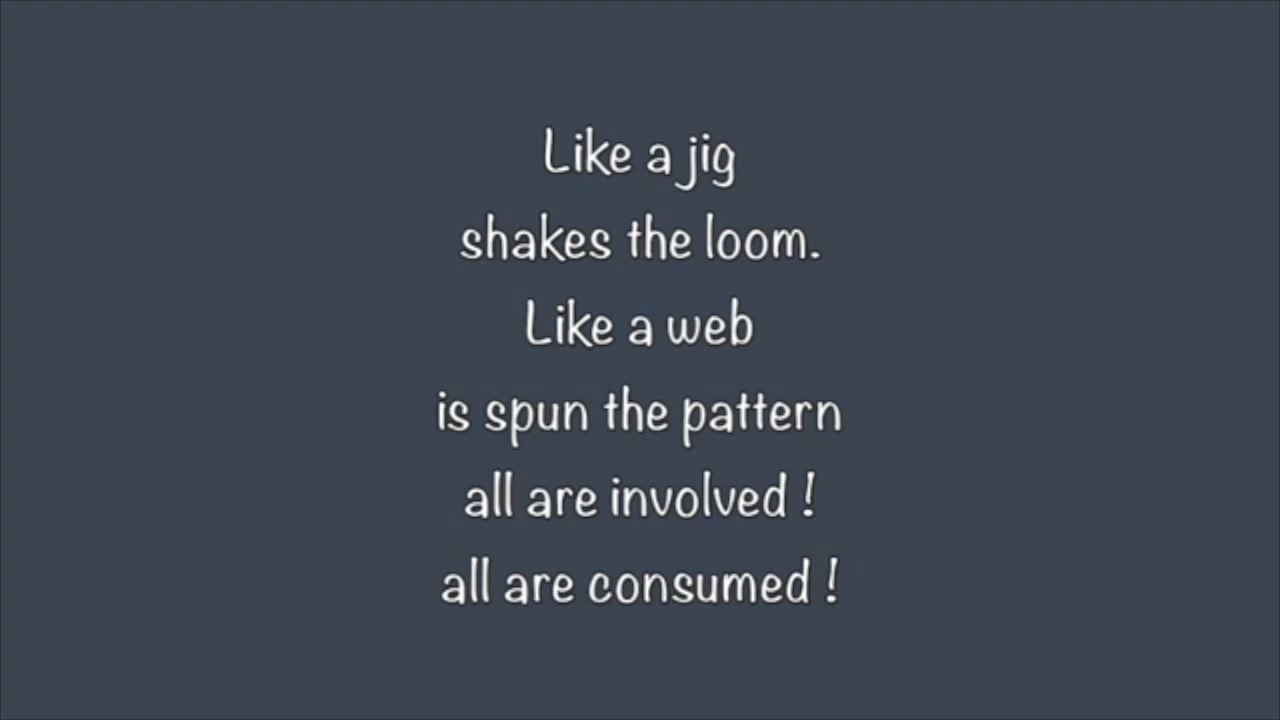 Like a jig
shakes the loom.
Like a web
is spun the pattern
all are involved !
all are consumed !